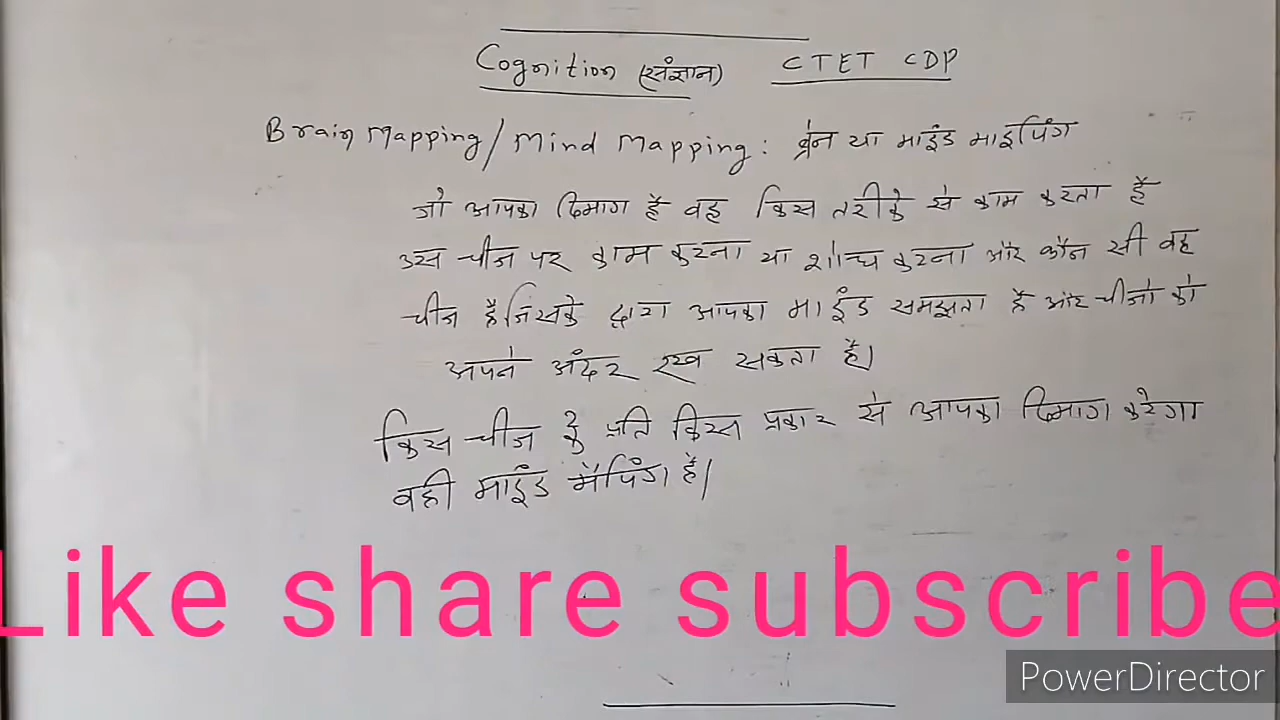 Cognition (संज्ञान) CTET CDP
Brain Mapping/Mind Mapping: ब्रेन या माइंड माइपिंग
जो आपका दिमाग है वह किस तरीके से काम करता है
उस चीज पर काम करना या शोध करना और कौन सी वह
चीज है जिसके द्वारा आपका माइंड समझता है और चीजो को
अपने अंदर रख सकता है।
किस चीज के प्रति किस प्रकार से आपका दिमाग करेगा
वही माइंड मैपिंग है।
Like share subscribe
PowerDirector